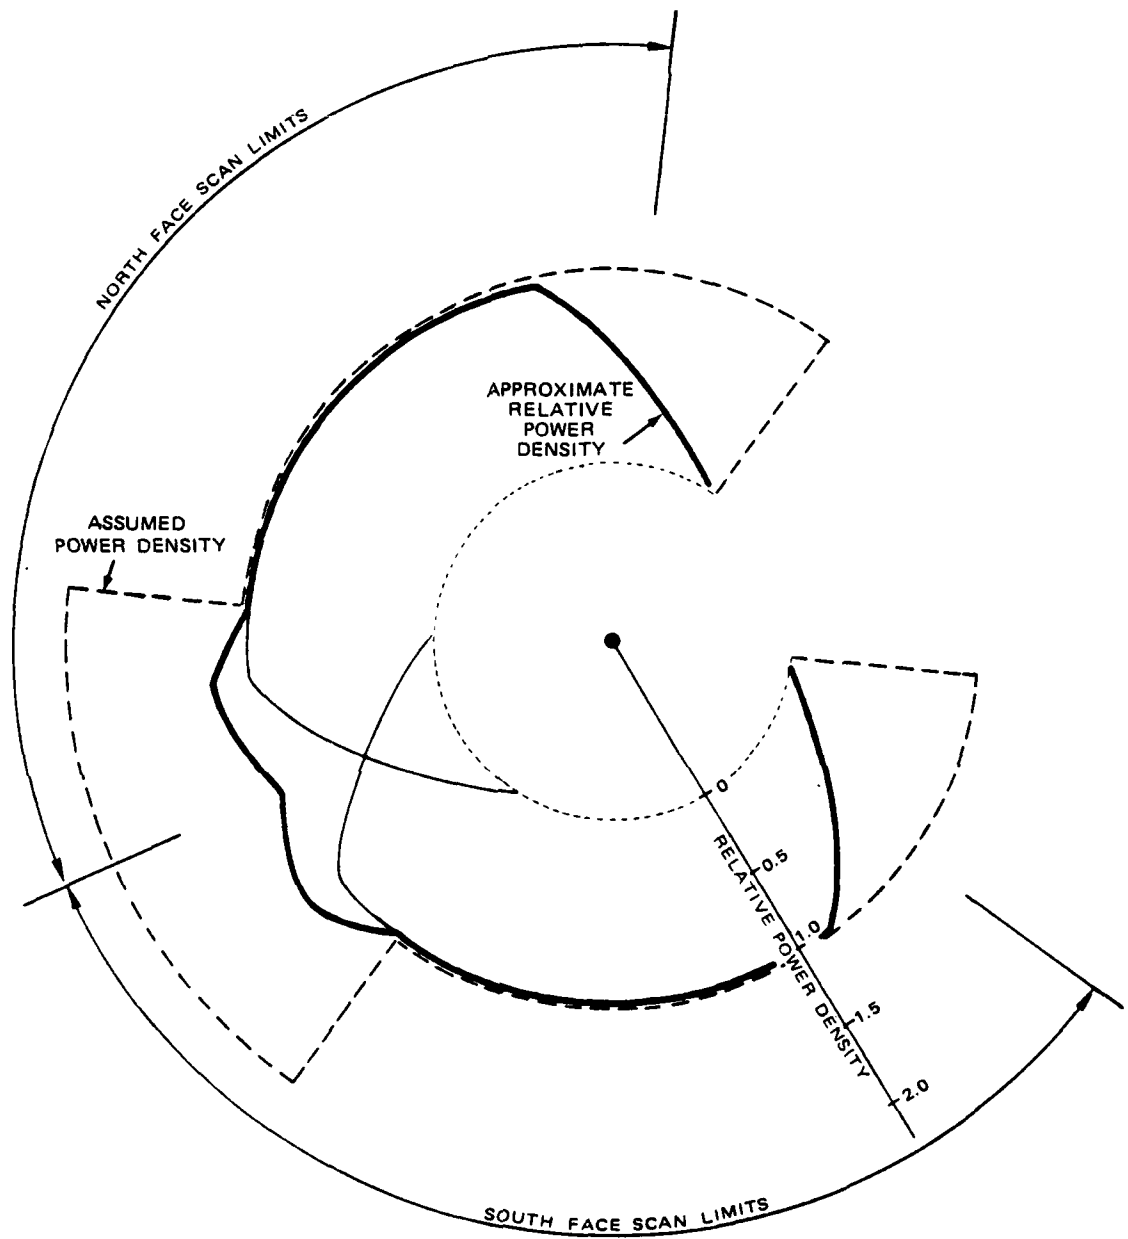 NORTH FACE SCAN LIMITS
APPROXIMATE
RELATIVE
POWER
DENSITY
ASSUMED
POWER DENSITY
0
0.5
1.0
1.5
2.0
RELATIVE POWER DENSITY
SOUTH FACE SCAN LIMITS